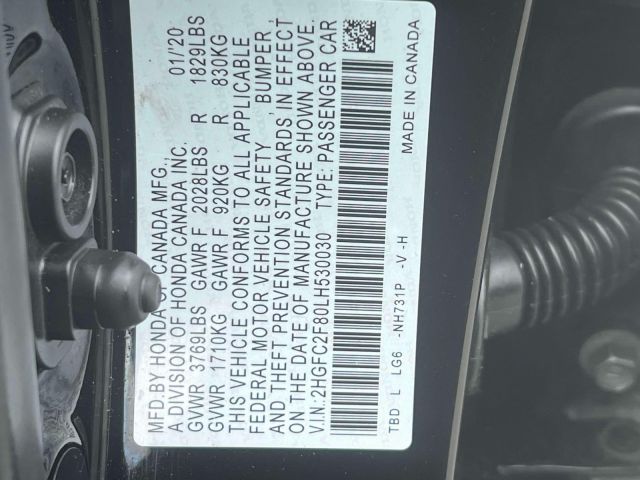 MFD.BY HONDA OF CANADA MFG., 01/'20
A DIVISION OF HONDA CANADA INC.
GVWR 3769LBS GAWR F 2028LBS R 1829LBS
GVWR 1710KG GAWR F 920KG R 830KG
THIS VEHICLE CONFORMS TO ALL APPLICABLE
FEDERAL MOTOR VEHICLE SAFETY, BUMPER,
AND THEFT PREVENTION STANDARDS, IN EFFECT
ON THE DATE OF MANUFACTURE SHOWN ABOVE.
V.I.N.: 2HGFC2F80LH530030 TYPE: PASSENGER CAR
TBD L LG6 -NH731P -V -H MADE IN CANADA